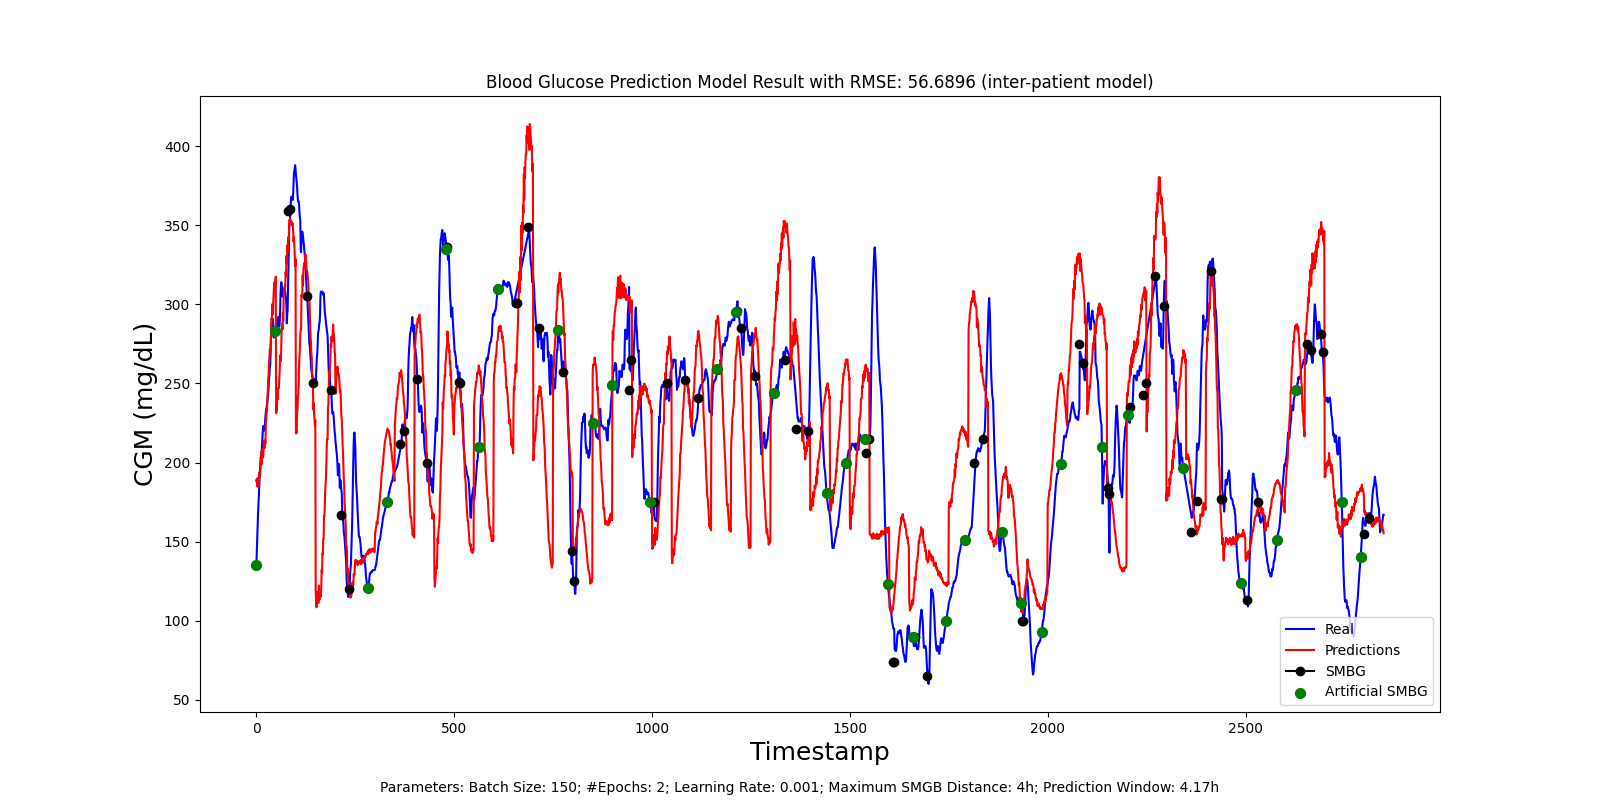 Blood Glucose Prediction Model Result with RMSE: 56.6896 (inter-patient model)
CGM (mg/dL)
400
350
300
250
200
150
100
50
0 500 1000 1500 2000 2500
Real
Predictions
SMBG
Artificial SMBG
Timestamp
Parameters: Batch Size: 150; #Epochs: 2; Learning Rate: 0.001; Maximum SMGB Distance: 4h; Prediction Window: 4.17h